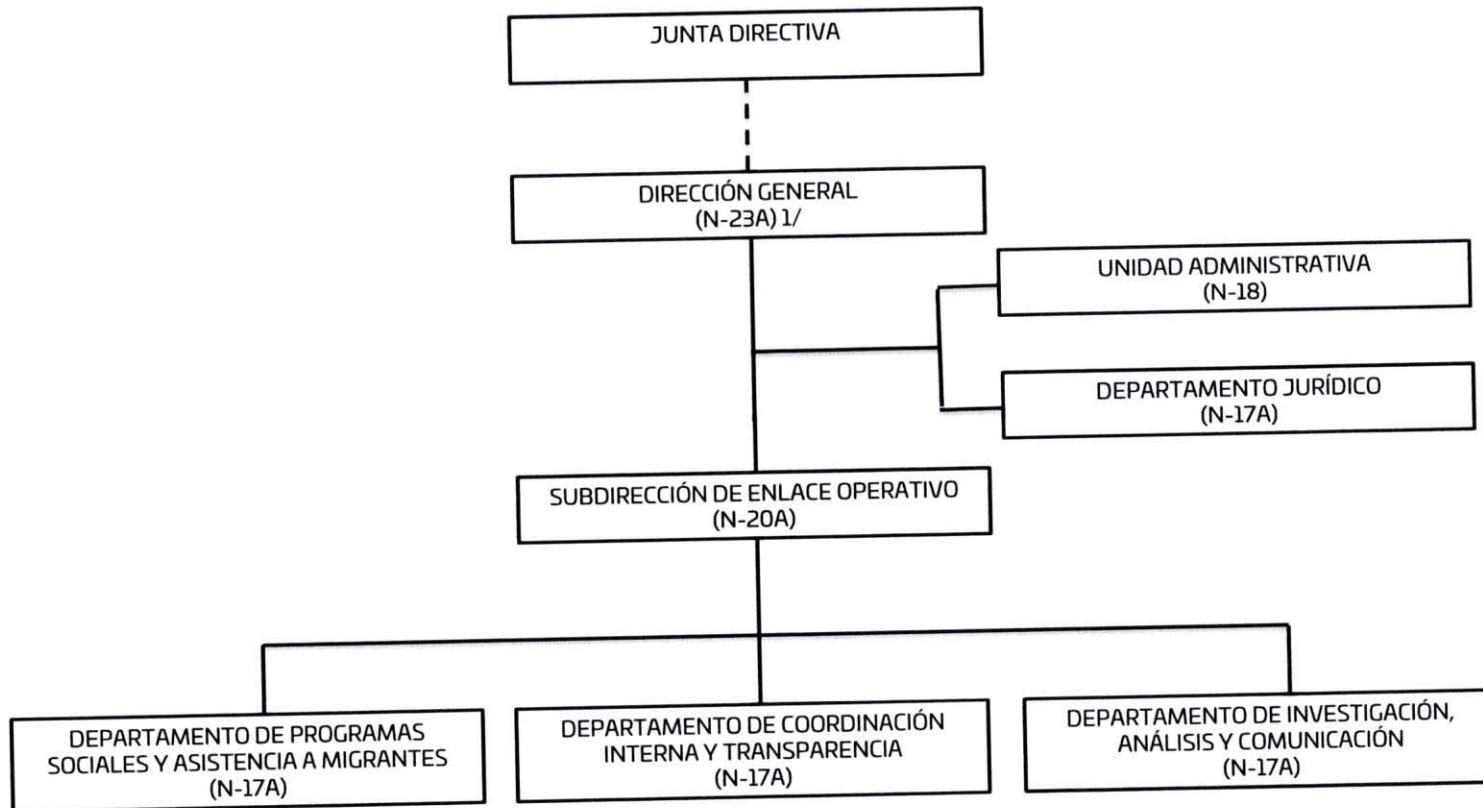 JUNTA DIRECTIVA
DIRECCIÓN GENERAL
(N-23A) 1/
UNIDAD ADMINISTRATIVA
(N-18)
DEPARTAMENTO JURÍDICO
(N-17A)
SUBDIRECCIÓN DE ENLACE OPERATIVO
(N-20A)
DEPARTAMENTO DE PROGRAMAS
SOCIALES Y ASISTENCIA A MIGRANTES
(N-17A)
DEPARTAMENTO DE COORDINACIÓN
INTERNA Y TRANSPARENCIA
(N-17A)
DEPARTAMENTO DE INVESTIGACIÓN,
ANÁLISIS Y COMUNICACIÓN
(N-17A)